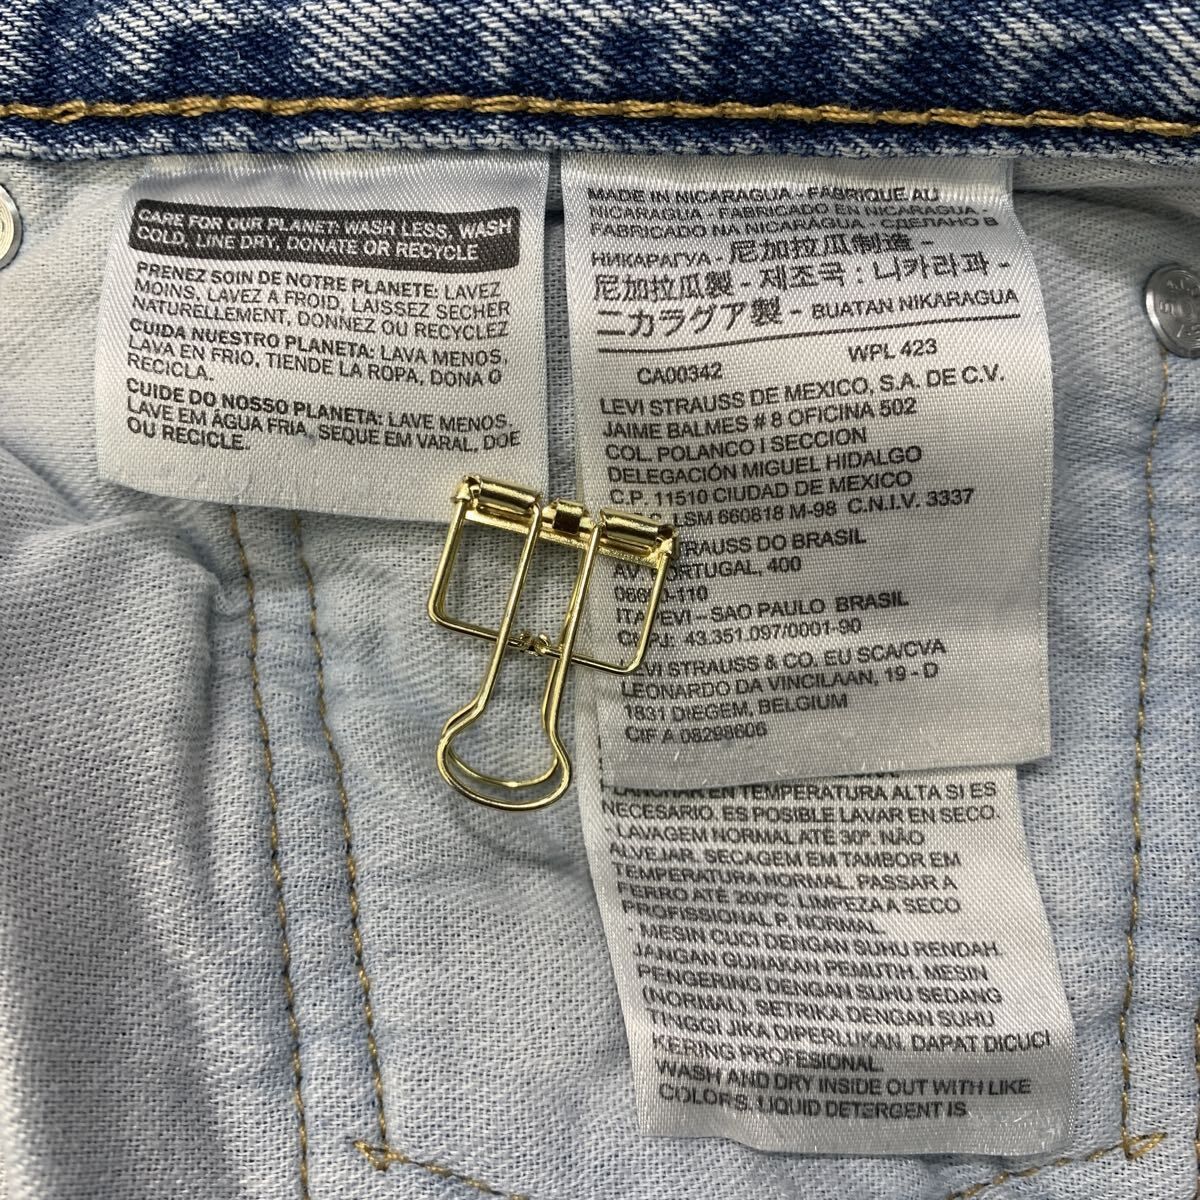 CARE FOR OUR PLANET: WASH LESS, WASH
COLD, LINE DRY, DONATE OR RECYCLE
PRENEZ SOIN DE NOTRE PLANETE: LAVEZ
MOINS, LAVEZ A FROID, LAISSEZ SECHER
NATURELLEMENT, DONNEZ OU RECYCLEZ
CUIDA NUESTRO PLANETA: LAVA MENOS,
LAVA EN FRIO, TIENDE LA ROPA, DONA O
RECICLA.
CUIDE DO NOSSO PLANETA: LAVE MENOS,
LAVE EM ÁGUA FRIA, SEQUE EM VARAL, DOE
OU RECICLE.
MADE IN NICARAGUA - FABRIQUE AU
NICARAGUA - FABRICADO EN NICARAGUA -
FABRICADO NA NICARÁGUA - СДЕЛАНО В
НИКАРАГУА - 尼加拉瓜制造 -
尼加拉瓜製 - 제조국 : 니카라과 -
ニカラグア製 - BUATAN NIKARAGUA
CA00342 WPL 423
LEVI STRAUSS DE MEXICO, S.A. DE C.V.
JAIME BALMES # 8 OFICINA 502
COL. POLANCO I SECCION
DELEGACIÓN MIGUEL HIDALGO
C.P. 11510 CIUDAD DE MEXICO
LSM 660818 M-98 C.N.I.V. 3337
DO BRASIL
AV. 400
ITAPEVI – SAO PAULO BRASIL
43.351.097/0001-90
LEVI STRAUSS & CO. EU SCA/CVA
LEONARDO DA VINCILAAN, 19 - D
1831 DIEGEM, BELGIUM
CIF A 08298606
EN TEMPERATURA ALTA SI ES
NECESARIO. ES POSIBLE LAVAR EN SECO.
- LAVAGEM NORMAL ATÉ 30º. NÃO
ALVEJAR. SECAGEM EM TAMBOR EM
TEMPERATURA NORMAL. PASSAR A
FERRO ATÉ 200ºC. LIMPEZA A SECO
PROFISSIONAL P, NORMAL.
- MESIN CUCI DENGAN SUHU RENDAH.
JANGAN GUNAKAN PEMUTIH. MESIN
PENGERING DENGAN SUHU SEDANG
(NORMAL). SETRIKA DENGAN SUHU
TINGGI JIKA DIPERLUKAN. DAPAT DICUCI
KERING PROFESIONAL.
WASH AND DRY INSIDE OUT WITH LIKE
COLORS. LIQUID DETERGENT IS